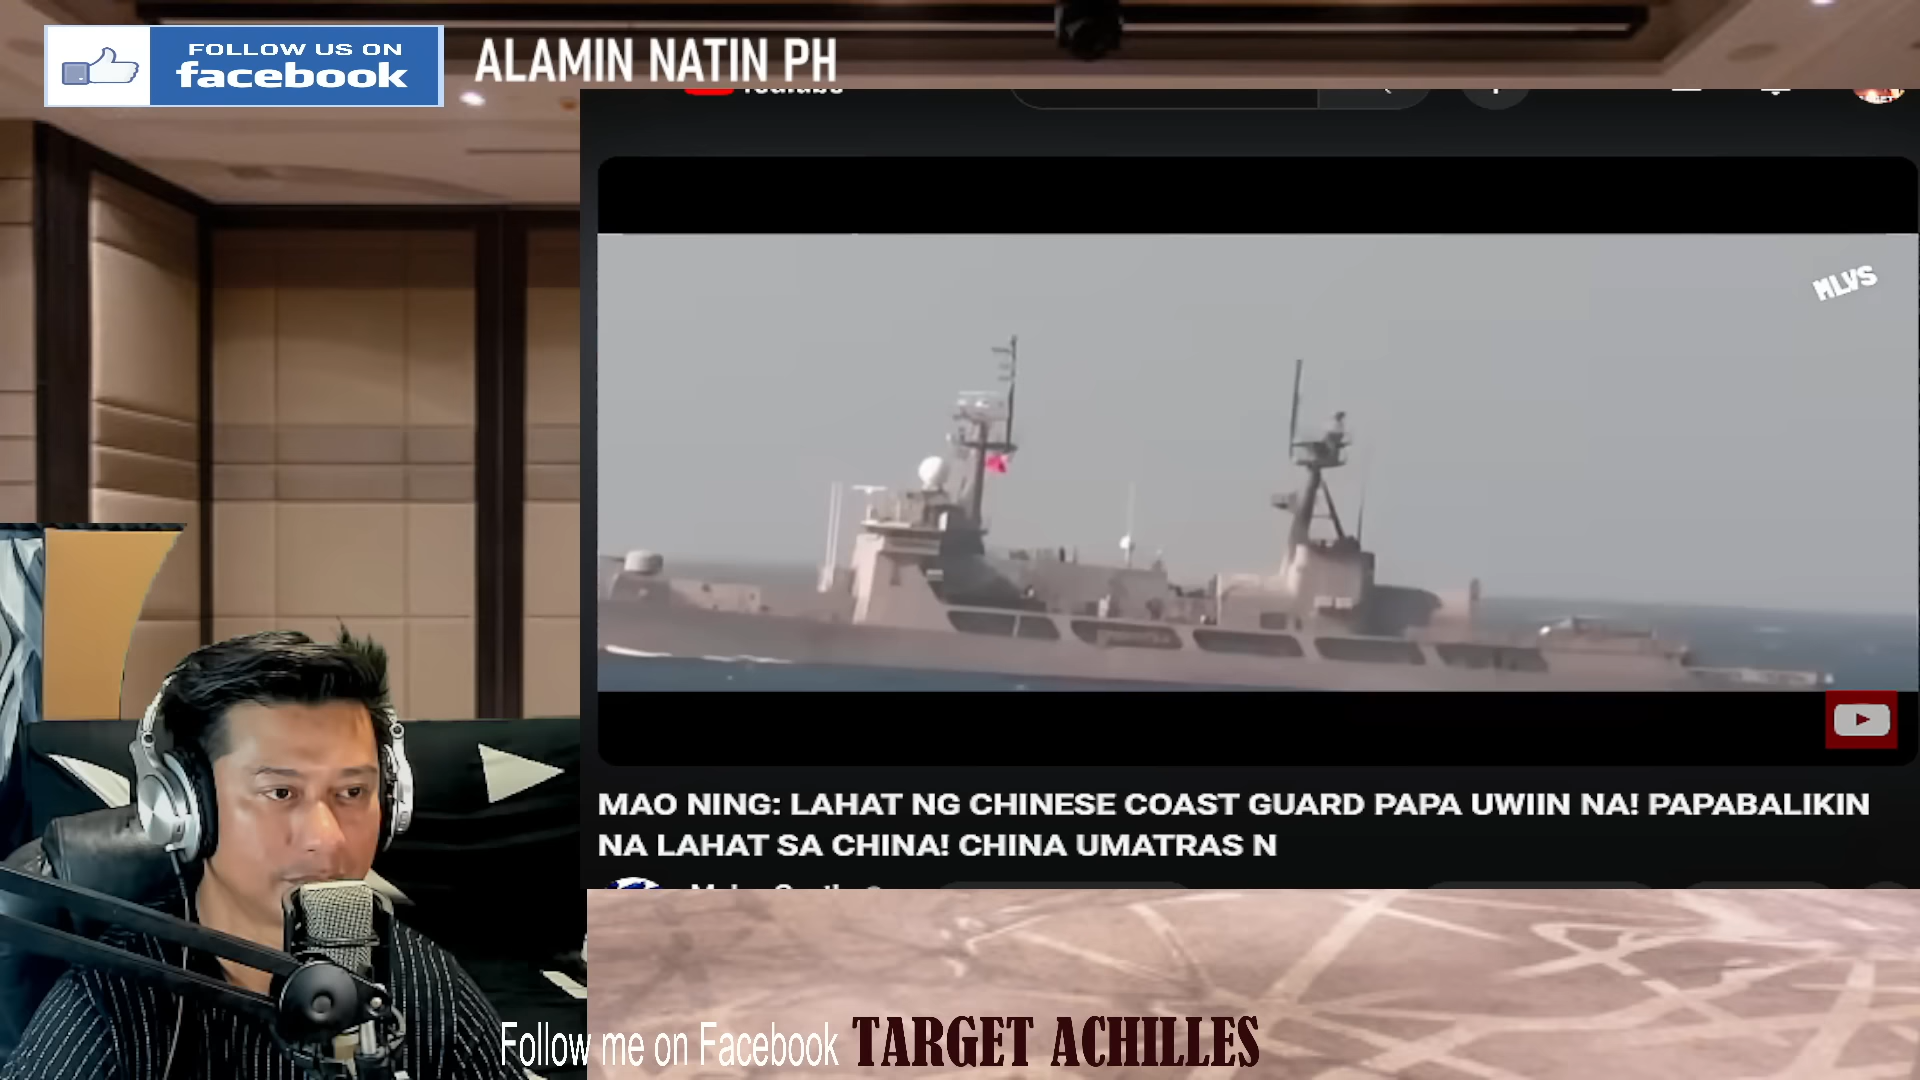 FOLLOW US ON
facebook
ALAMIN NATIN PH
YouTube
MLVS
MAO NING: LAHAT NG CHINESE COAST GUARD PAPA UWIIN NA! PAPABALIKIN
NA LAHAT SA CHINA! CHINA UMATRAS N
Follow me on Facebook TARGET ACHILLES